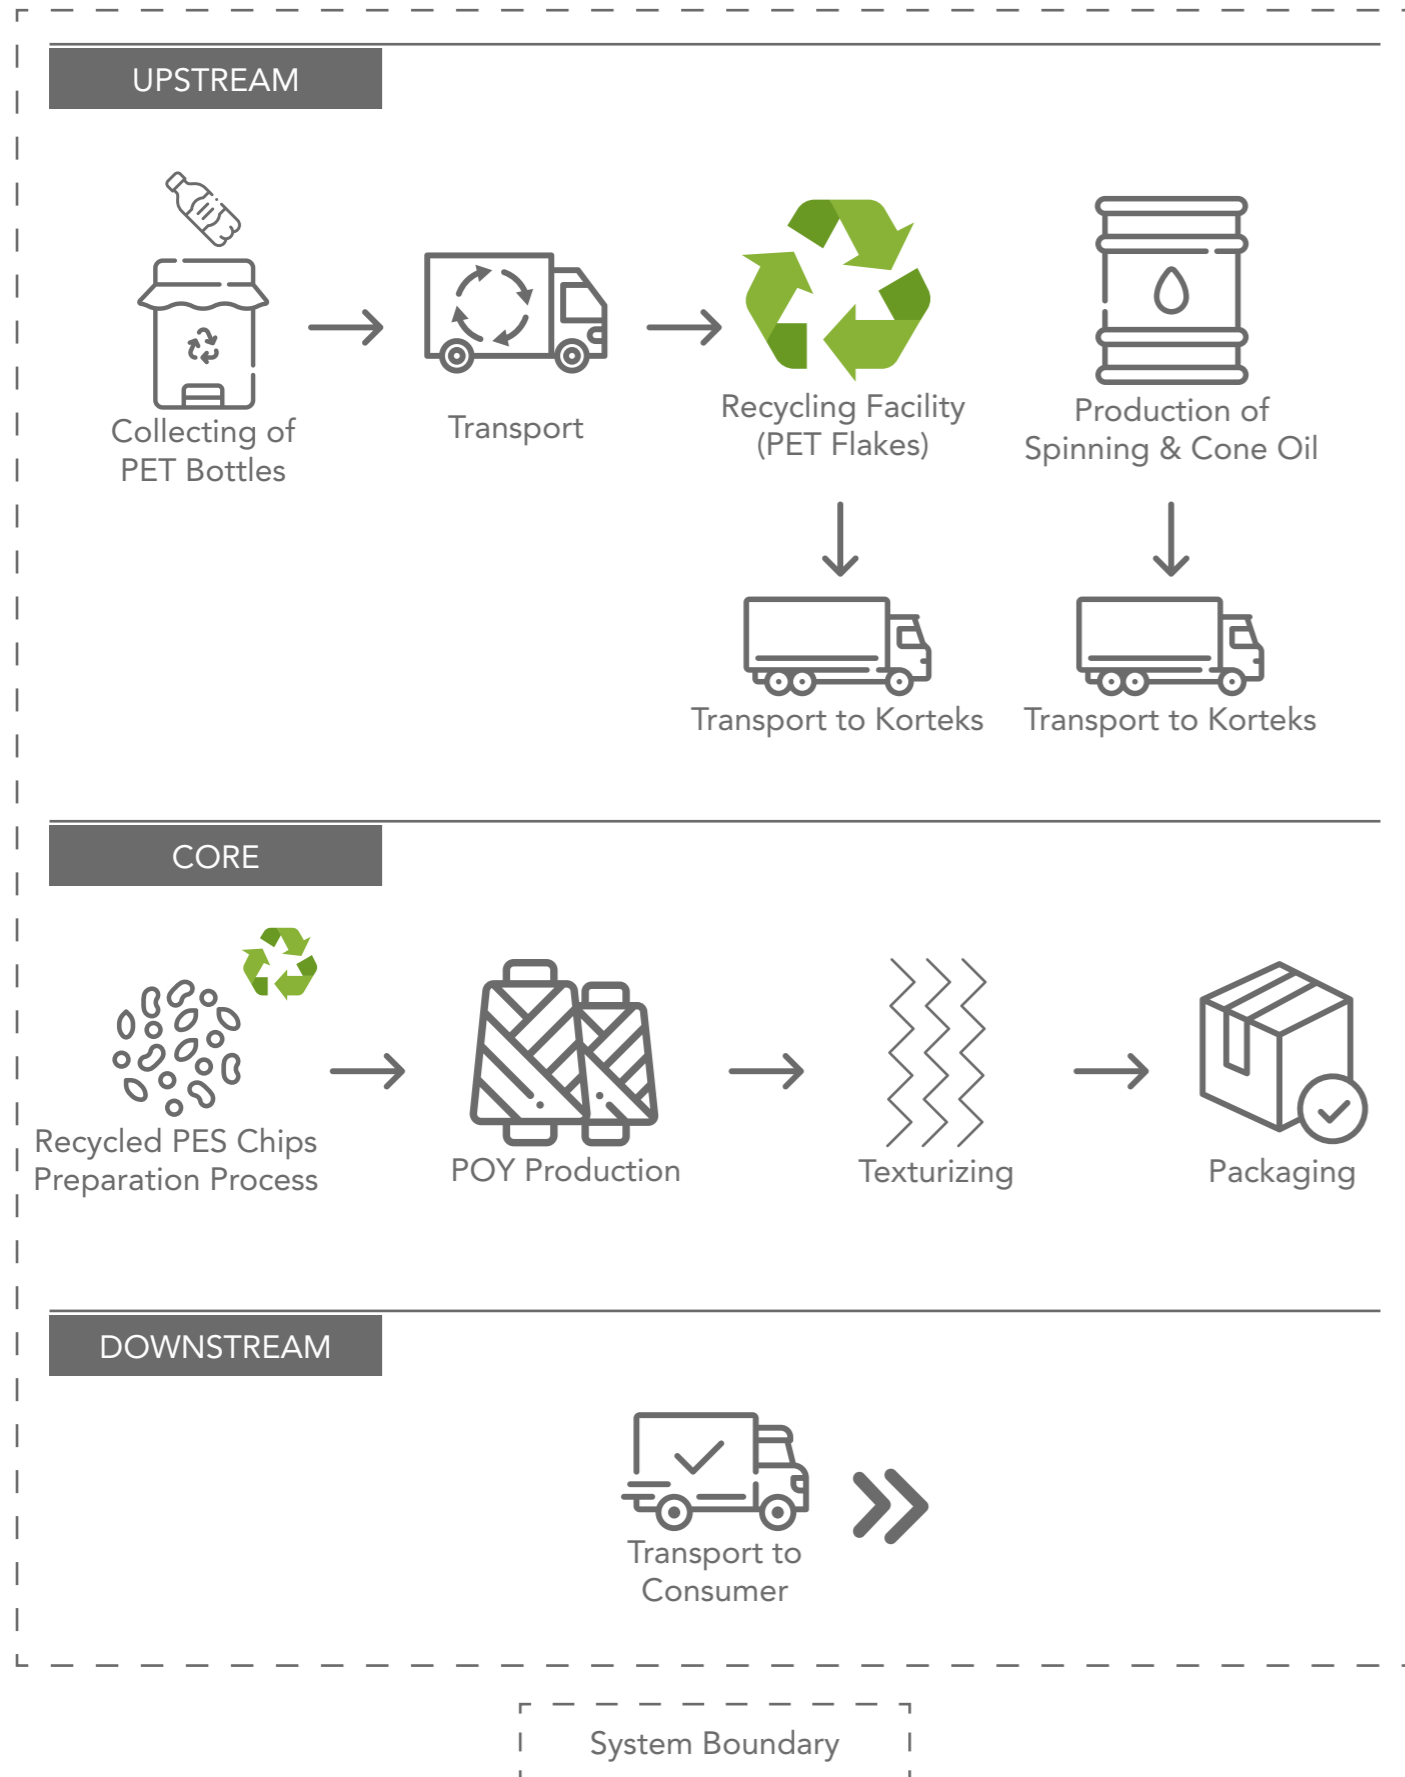 UPSTREAM
Collecting of
PET Bottles
Transport
Recycling Facility
(PET Flakes)
Production of
Spinning & Cone Oil
Transport to Korteks
Transport to Korteks
CORE
Recycled PES Chips
Preparation Process
POY Production
Texturizing
Packaging
DOWNSTREAM
Transport to
Consumer
System Boundary